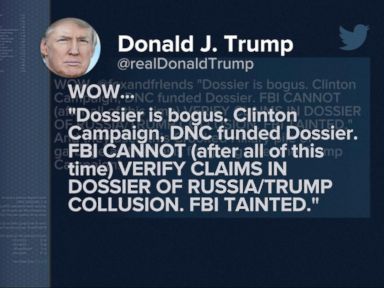 Donald J. Trump
@realDonaldTrump
WOW...
"Dossier is bogus. Clinton
Campaign, DNC funded Dossier.
FBI CANNOT (after all of this
time) VERIFY CLAIMS IN
DOSSIER OF RUSSIA/TRUMP
COLLUSION. FBI TAINTED."